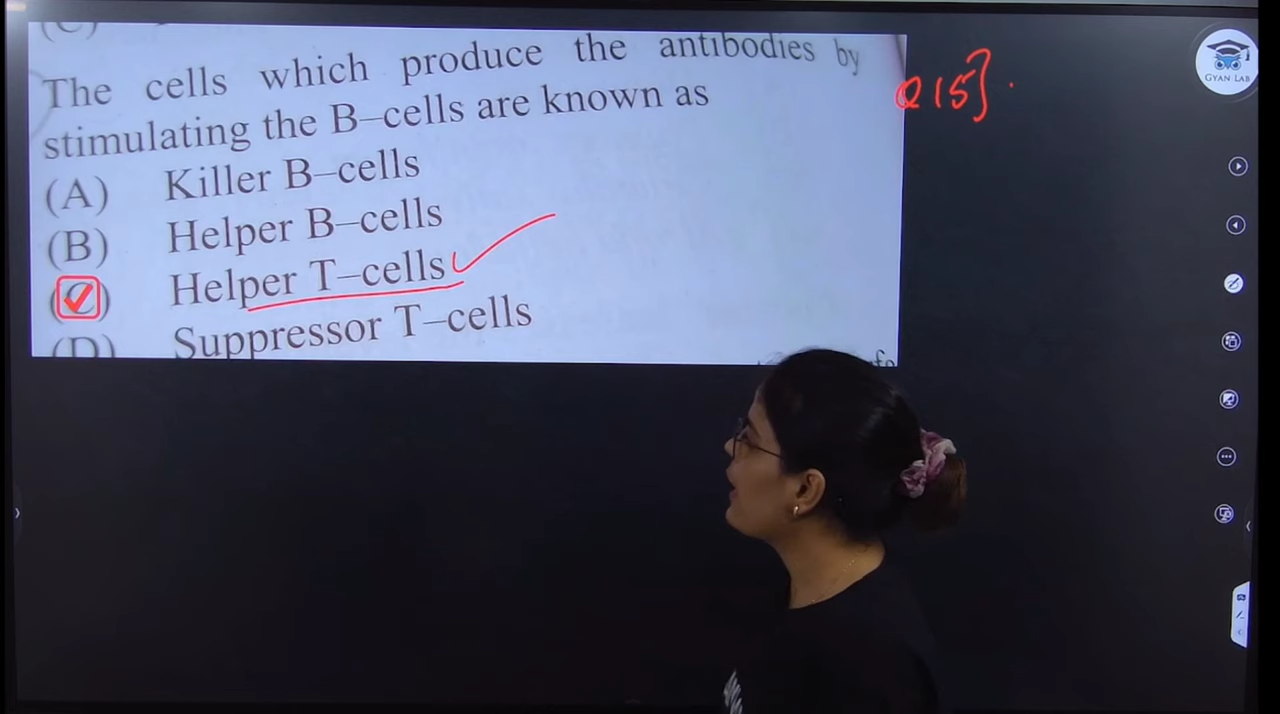 (C)
The cells which produce the antibodies by
stimulating the B–cells are known as
(A) Killer B–cells
(B) Helper B–cells
(C) Helper T–cells
(D) Suppressor T–cells
Q15}
GYAN LAB